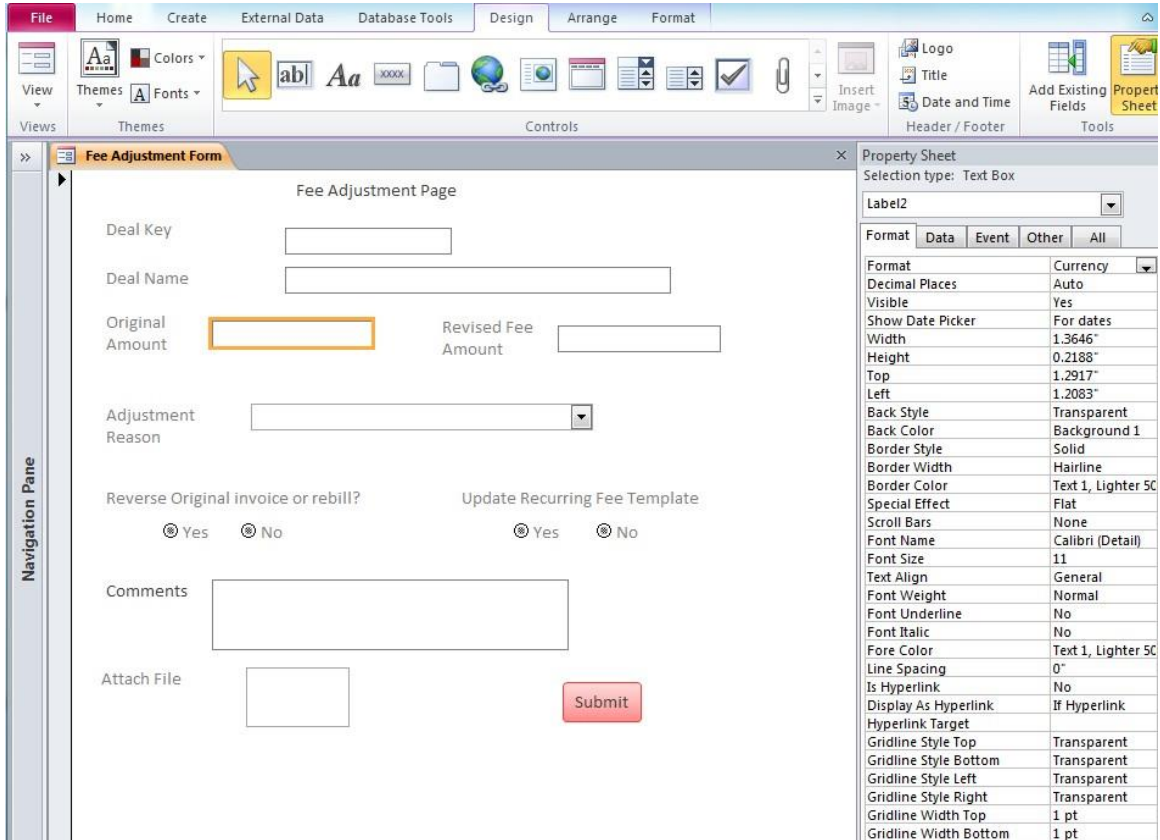 File Home Create External Data Database Tools Design Arrange Format
View
Views
Aa
Themes
Colors
A Fonts
Themes
ab Aa xxxx
Controls
Insert
Image
Logo
Title
Date and Time
Header / Footer
Add Existing
Fields
Propert
Sheet
Tools
Navigation Pane
Fee Adjustment Form
Fee Adjustment Page
Deal Key
Deal Name
Original
Amount
Revised Fee
Amount
Adjustment
Reason
Reverse Original invoice or rebill?
Yes No
Update Recurring Fee Template
Yes No
Comments
Attach File
Submit
Property Sheet
Selection type: Text Box
Label2
Format Data Event Other All
Format Currency
Decimal Places Auto
Visible Yes
Show Date Picker For dates
Width 1.3646"
Height 0.2188"
Top 1.2917"
Left 1.2083"
Back Style Transparent
Back Color Background 1
Border Style Solid
Border Width Hairline
Border Color Text 1, Lighter 50
Special Effect Flat
Scroll Bars None
Font Name Calibri (Detail)
Font Size 11
Text Align General
Font Weight Normal
Font Underline No
Font Italic No
Fore Color Text 1, Lighter 50
Line Spacing 0"
Is Hyperlink No
Display As Hyperlink If Hyperlink
Hyperlink Target
Gridline Style Top Transparent
Gridline Style Bottom Transparent
Gridline Style Left Transparent
Gridline Style Right Transparent
Gridline Width Top 1 pt
Gridline Width Bottom 1 pt